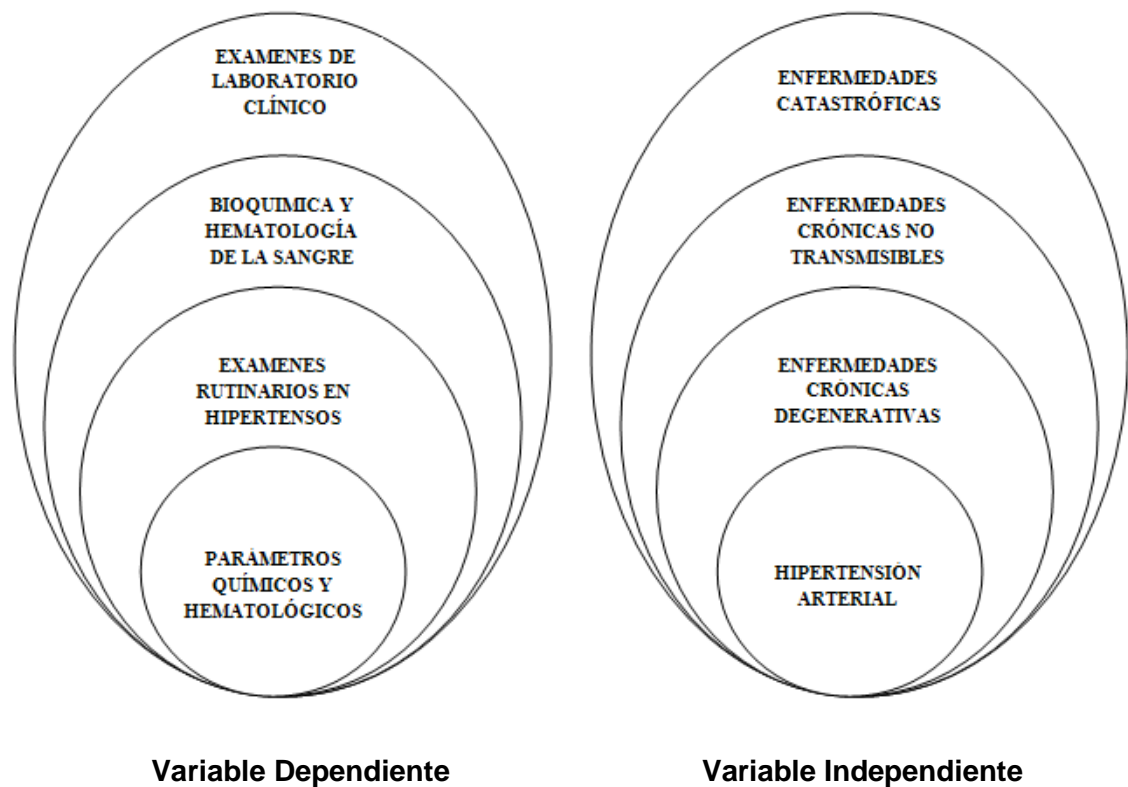 EXAMENES DE
LABORATORIO
CLÍNICO
BIOQUIMICA Y
HEMATOLOGÍA
DE LA SANGRE
EXAMENES
RUTINARIOS EN
HIPERTENSOS
PARÁMETROS
QUÍMICOS Y
HEMATOLÓGICOS
Variable Dependiente
ENFERMEDADES
CATASTRÓFICAS
ENFERMEDADES
CRÓNICAS NO
TRANSMISIBLES
ENFERMEDADES
CRÓNICAS
DEGENERATIVAS
HIPERTENSIÓN
ARTERIAL
Variable Independiente